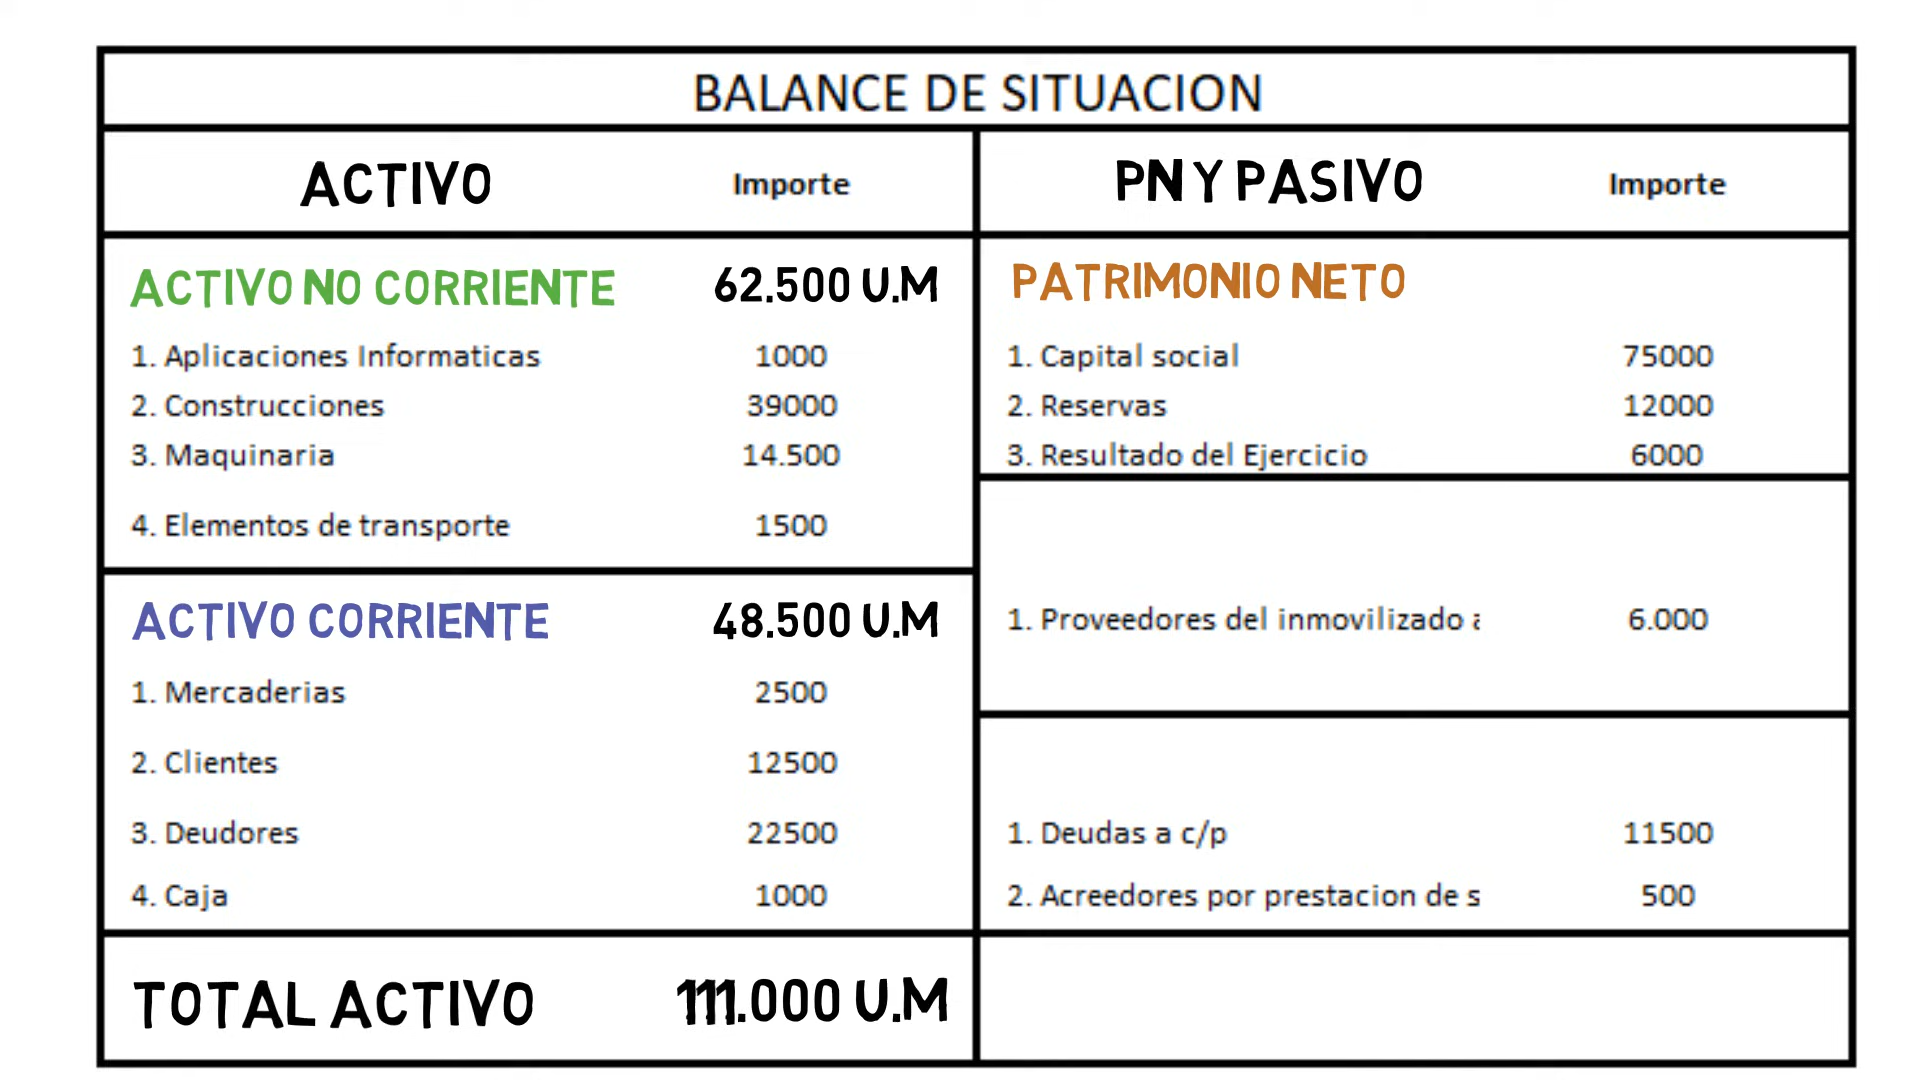 BALANCE DE SITUACION
ACTIVO Importe
PN Y PASIVO Importe
ACTIVO NO CORRIENTE 62.500 U.M
1. Aplicaciones Informaticas 1000
2. Construcciones 39000
3. Maquinaria 14.500
4. Elementos de transporte 1500
ACTIVO CORRIENTE 48.500 U.M
1. Mercaderias 2500
2. Clientes 12500
3. Deudores 22500
4. Caja 1000
TOTAL ACTIVO 111.000 U.M
PATRIMONIO NETO
1. Capital social 75000
2. Reservas 12000
3. Resultado del Ejercicio 6000
1. Proveedores del inmovilizado 6.000
1. Deudas a c/p 11500
2. Acreedores por prestacion de s 500